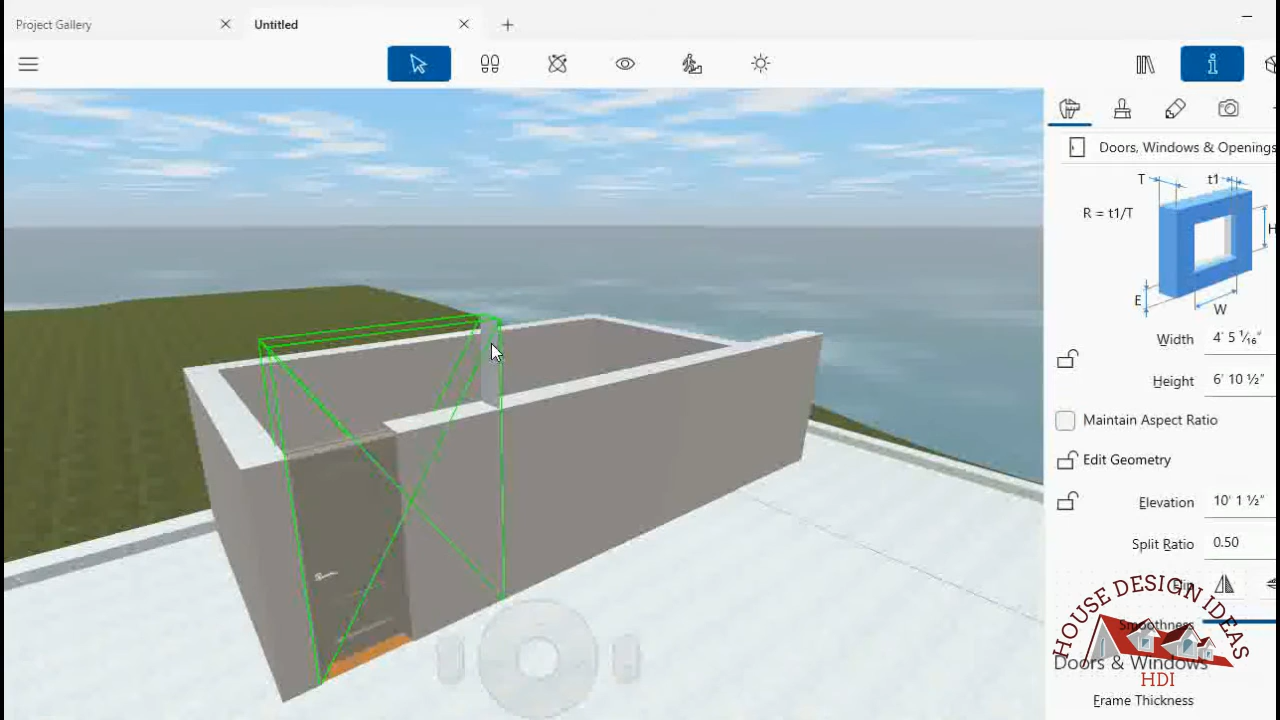 Project Gallery
Untitled
Doors, Windows & Openings
T
t1
R = t1/T
H
E
W
Width 4' 5 ¹⁄₁₆"
Height 6' 10 ½"
Maintain Aspect Ratio
Edit Geometry
Elevation 10' 1 ½"
Split Ratio 0.50
Flip
Smoothness
HOUSE DESIGN IDEAS
Doors & Windows
HDI
Frame Thickness